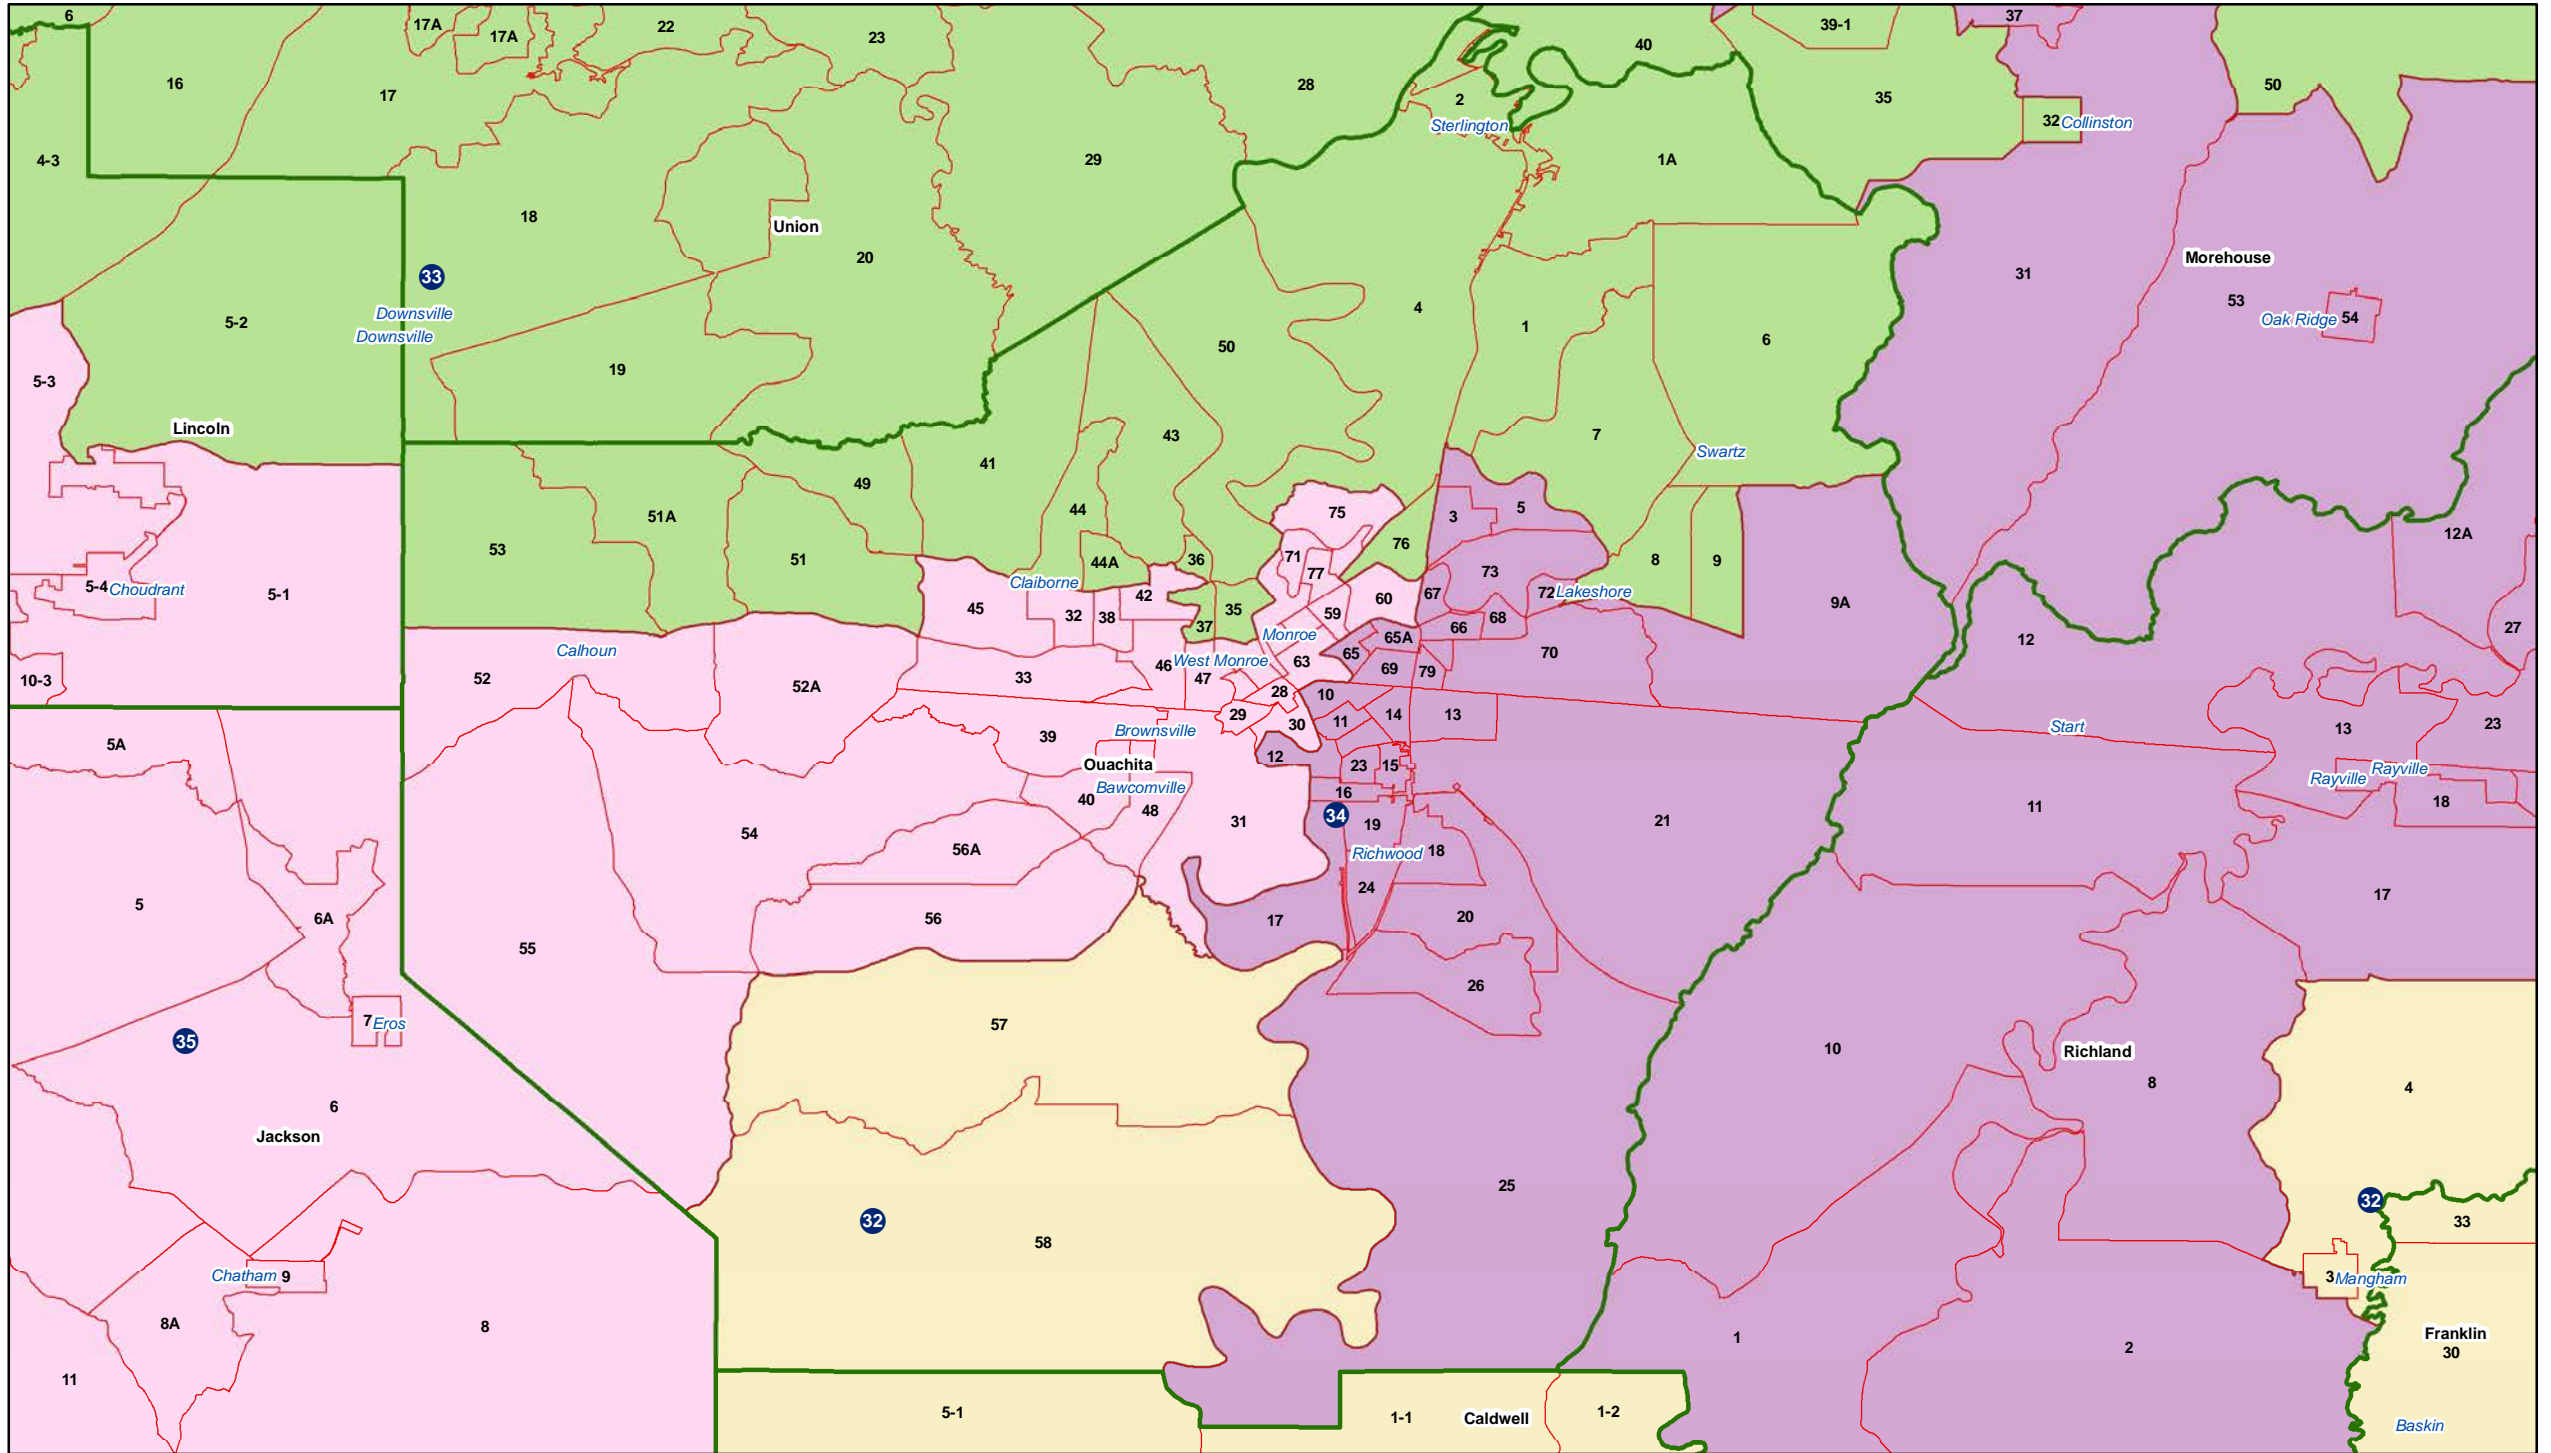 6
17A
17A
22
23
28
40
39-1
37
16
17
2
Sterlington
35
50
32
Collinston
4-3
29
1A
18
Union
20
33
31
Morehouse
53
Oak Ridge
54
5-2
Downsville
Downsville
4
1
6
50
5-3
19
Lincoln
43
7
Swartz
41
49
44
51A
75
3
5
12A
53
51
44A
36
71
77
76
73
8
9
5-4
Choudrant
5-1
Claiborne
45
32
38
42
35
37
59
60
67
72
Lakeshore
9A
66
68
12
27
Calhoun
Monroe
65A
65
70
52
52A
33
46
West Monroe
47
63
69
79
10-3
28
10
29
30
11
14
13
5A
39
Brownsville
Start
13
23
Ouachita
12
23
15
Rayville
Rayville
40
Bawcomville
48
16
34
31
19
21
11
18
54
56A
Richwood
18
24
5
6A
56
17
20
17
55
26
7
Eros
57
35
10
Richland
8
4
6
Jackson
25
32
32
58
33
Chatham
9
3
Mangham
8A
8
1
2
Franklin
30
11
5-1
1-1
Caldwell
1-2
Baskin